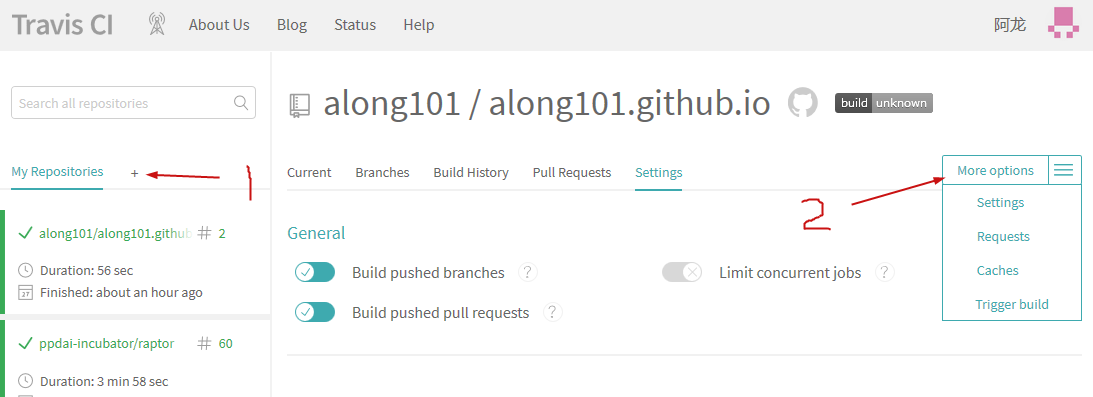 Travis CI About Us Blog Status Help 阿龙
Search all repositories
along101 / along101.github.io build unknown
My Repositories + 1
Current Branches Build History Pull Requests Settings More options
2
Settings
along101/along101.github # 2
General
Requests
Duration: 56 sec
Build pushed branches ? Limit concurrent jobs ? Caches
27 Finished: about an hour ago
Build pushed pull requests ? Trigger build
ppdai-incubator/raptor # 60
Duration: 3 min 58 sec